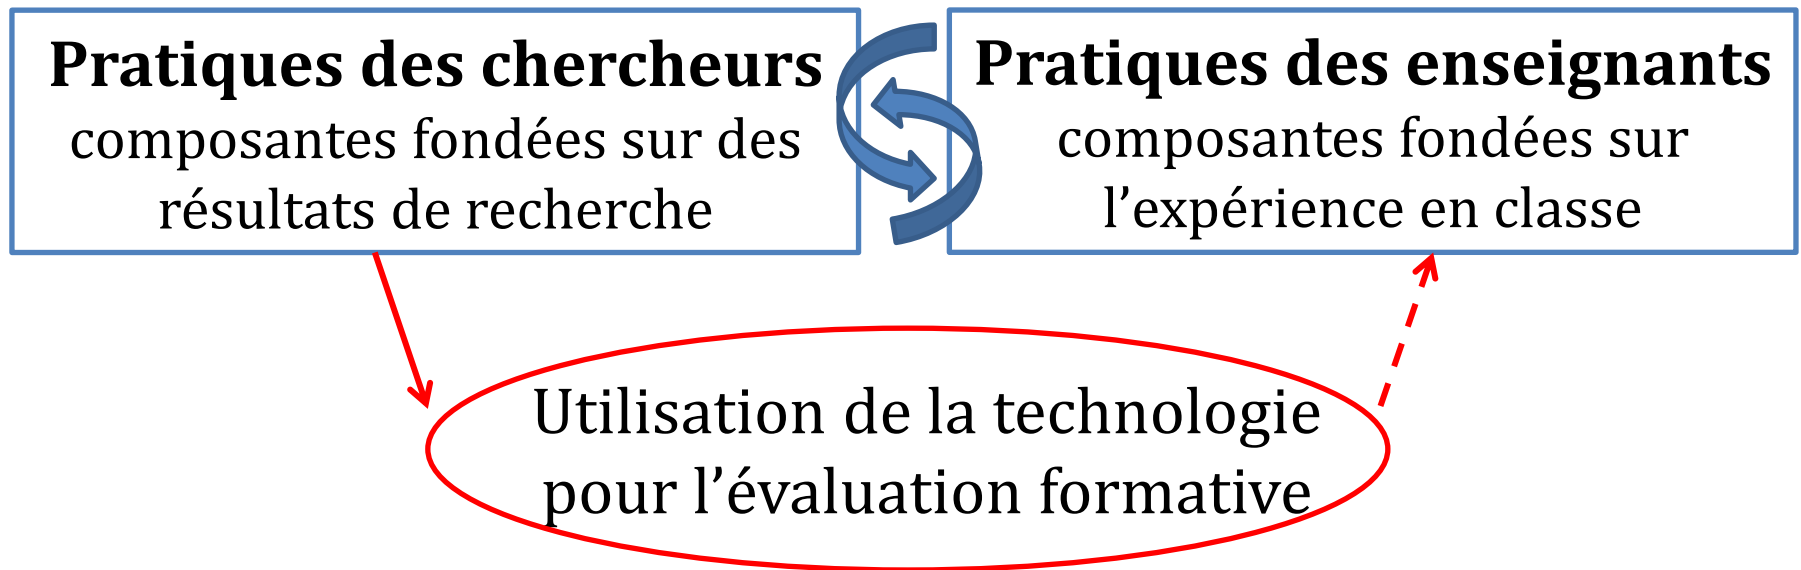 Pratiques des chercheurs
composantes fondées sur des
résultats de recherche
Pratiques des enseignants
composantes fondées sur
l’expérience en classe
Utilisation de la technologie
pour l’évaluation formative